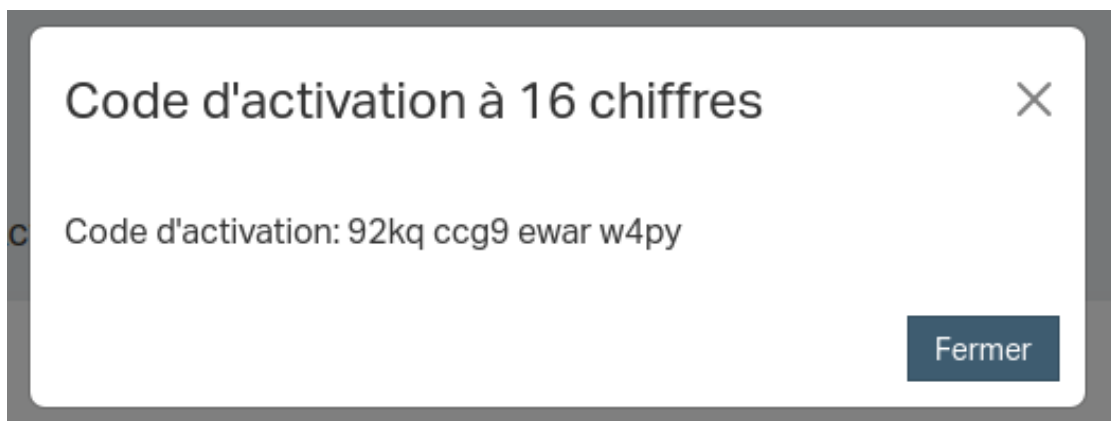 Code d'activation à 16 chiffres
c
Code d'activation: 92kq ccg9 ewar w4py
Fermer